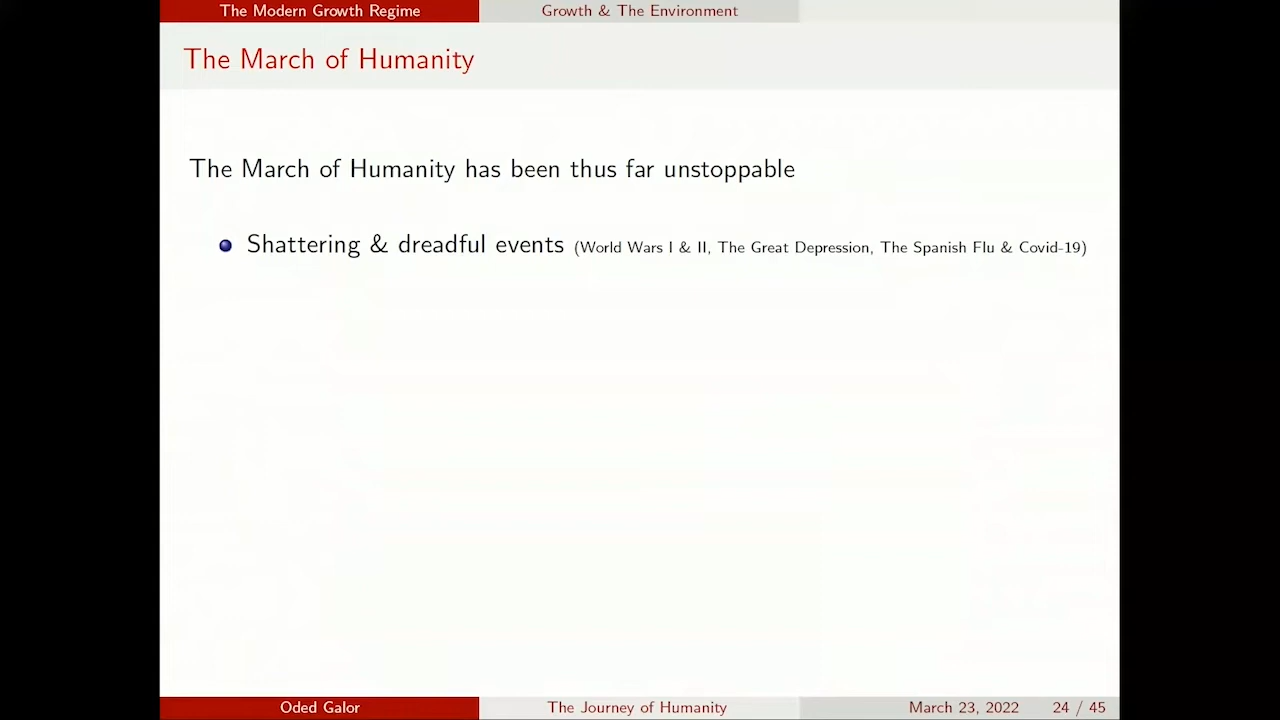 The Modern Growth Regime Growth & The Environment
The March of Humanity
The March of Humanity has been thus far unstoppable
Shattering & dreadful events (World Wars I & II, The Great Depression, The Spanish Flu & Covid-19)
Oded Galor The Journey of Humanity March 23, 2022 24 / 45